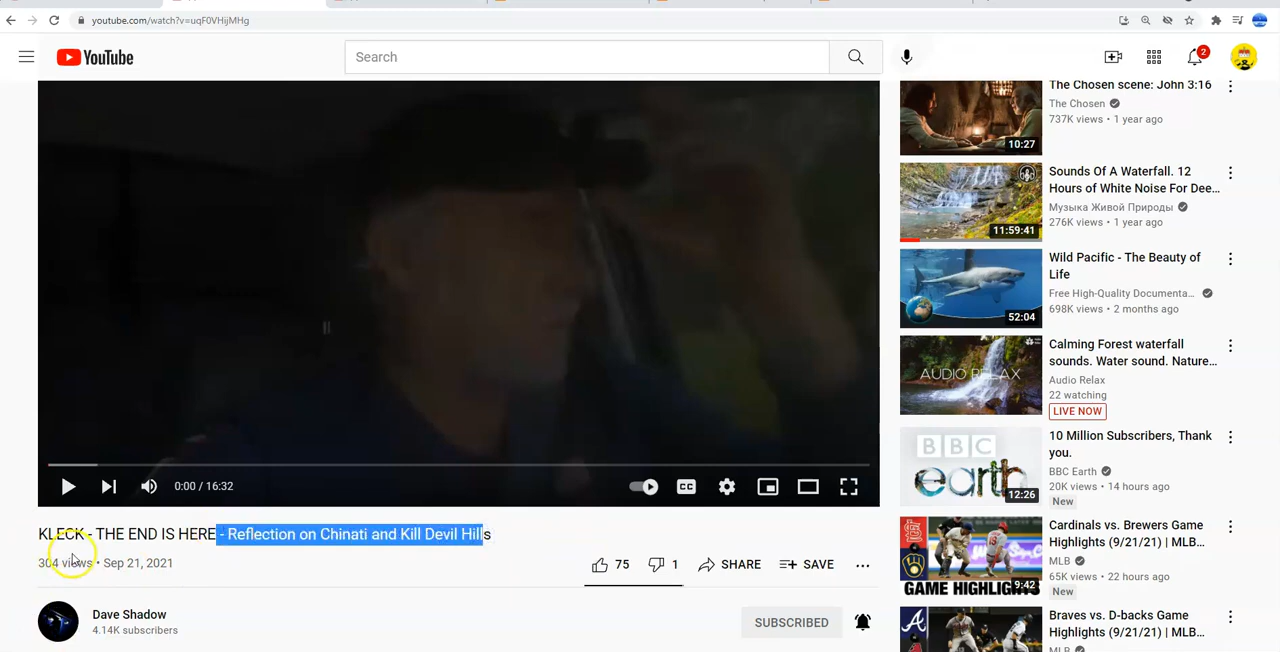 youtube.com/watch?v=uqF0VHijMHg
YouTube
Search
2
The Chosen scene: John 3:16
The Chosen
737K views • 1 year ago
10:27
Sounds Of A Waterfall. 12
Hours of White Noise For Dee...
Музыка Живой Природы
276K views • 1 year ago
11:59:41
Wild Pacific - The Beauty of
Life
Free High-Quality Documenta...
698K views • 2 months ago
52:04
Calming Forest waterfall
sounds. Water sound. Nature...
Audio Relax
22 watching
LIVE NOW
AUDIO RELAX
10 Million Subscribers, Thank
you.
BBC Earth
20K views • 14 hours ago
New
BBC
earth
12:26
Cardinals vs. Brewers Game
Highlights (9/21/21) | MLB...
MLB
65K views • 22 hours ago
New
GAME HIGHLIGHTS
9:42
Braves vs. D-backs Game
Highlights (9/21/21) | MLB...
MLB
0:00 / 16:32
CC
KLECK - THE END IS HERE - Reflection on Chinati and Kill Devil Hills
304 views • Sep 21, 2021
75
1
SHARE
SAVE
Dave Shadow
4.14K subscribers
SUBSCRIBED